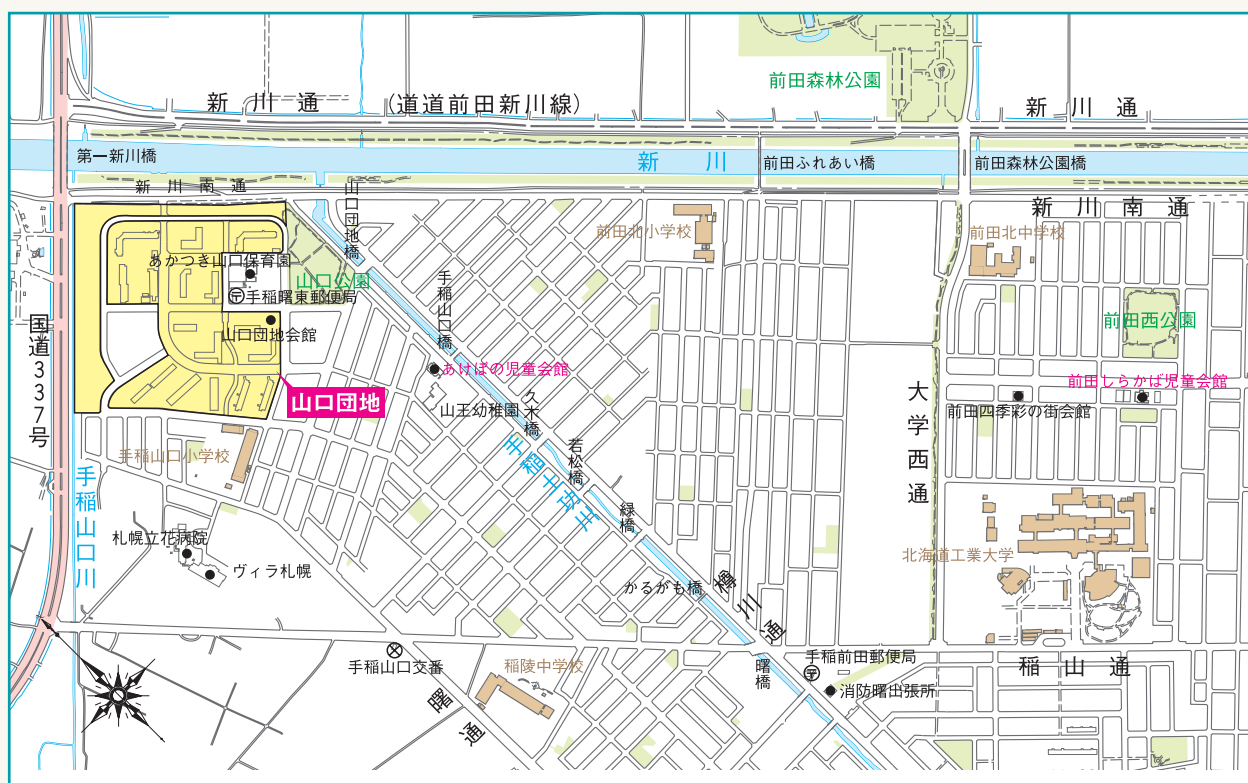 前田森林公園
新川通
(道道前田新川線)
新川通
第一新川橋
新川
前田ふれあい橋
前田森林公園橋
新川南通
山口団地橋
新川南通
前田北小学校
前田北中学校
あかつき山口保育園
山口公園
手稲曙東郵便局
手稲山口橋
山口団地会館
国道337号
前田西公園
あけぼの児童会館
前田しらかば児童会館
山口団地
山王幼稚園
久木橋
前田四季彩の街会館
大学西通
手稲山口小学校
若松橋
手稲土功川
手稲山口川
緑橋
札幌立花病院
北海道工業大学
ヴィラ札幌
かるがも橋
樽川通
手稲山口交番
稲陵中学校
曙橋
手稲前田郵便局
稲山通
消防曙出張所
曙通